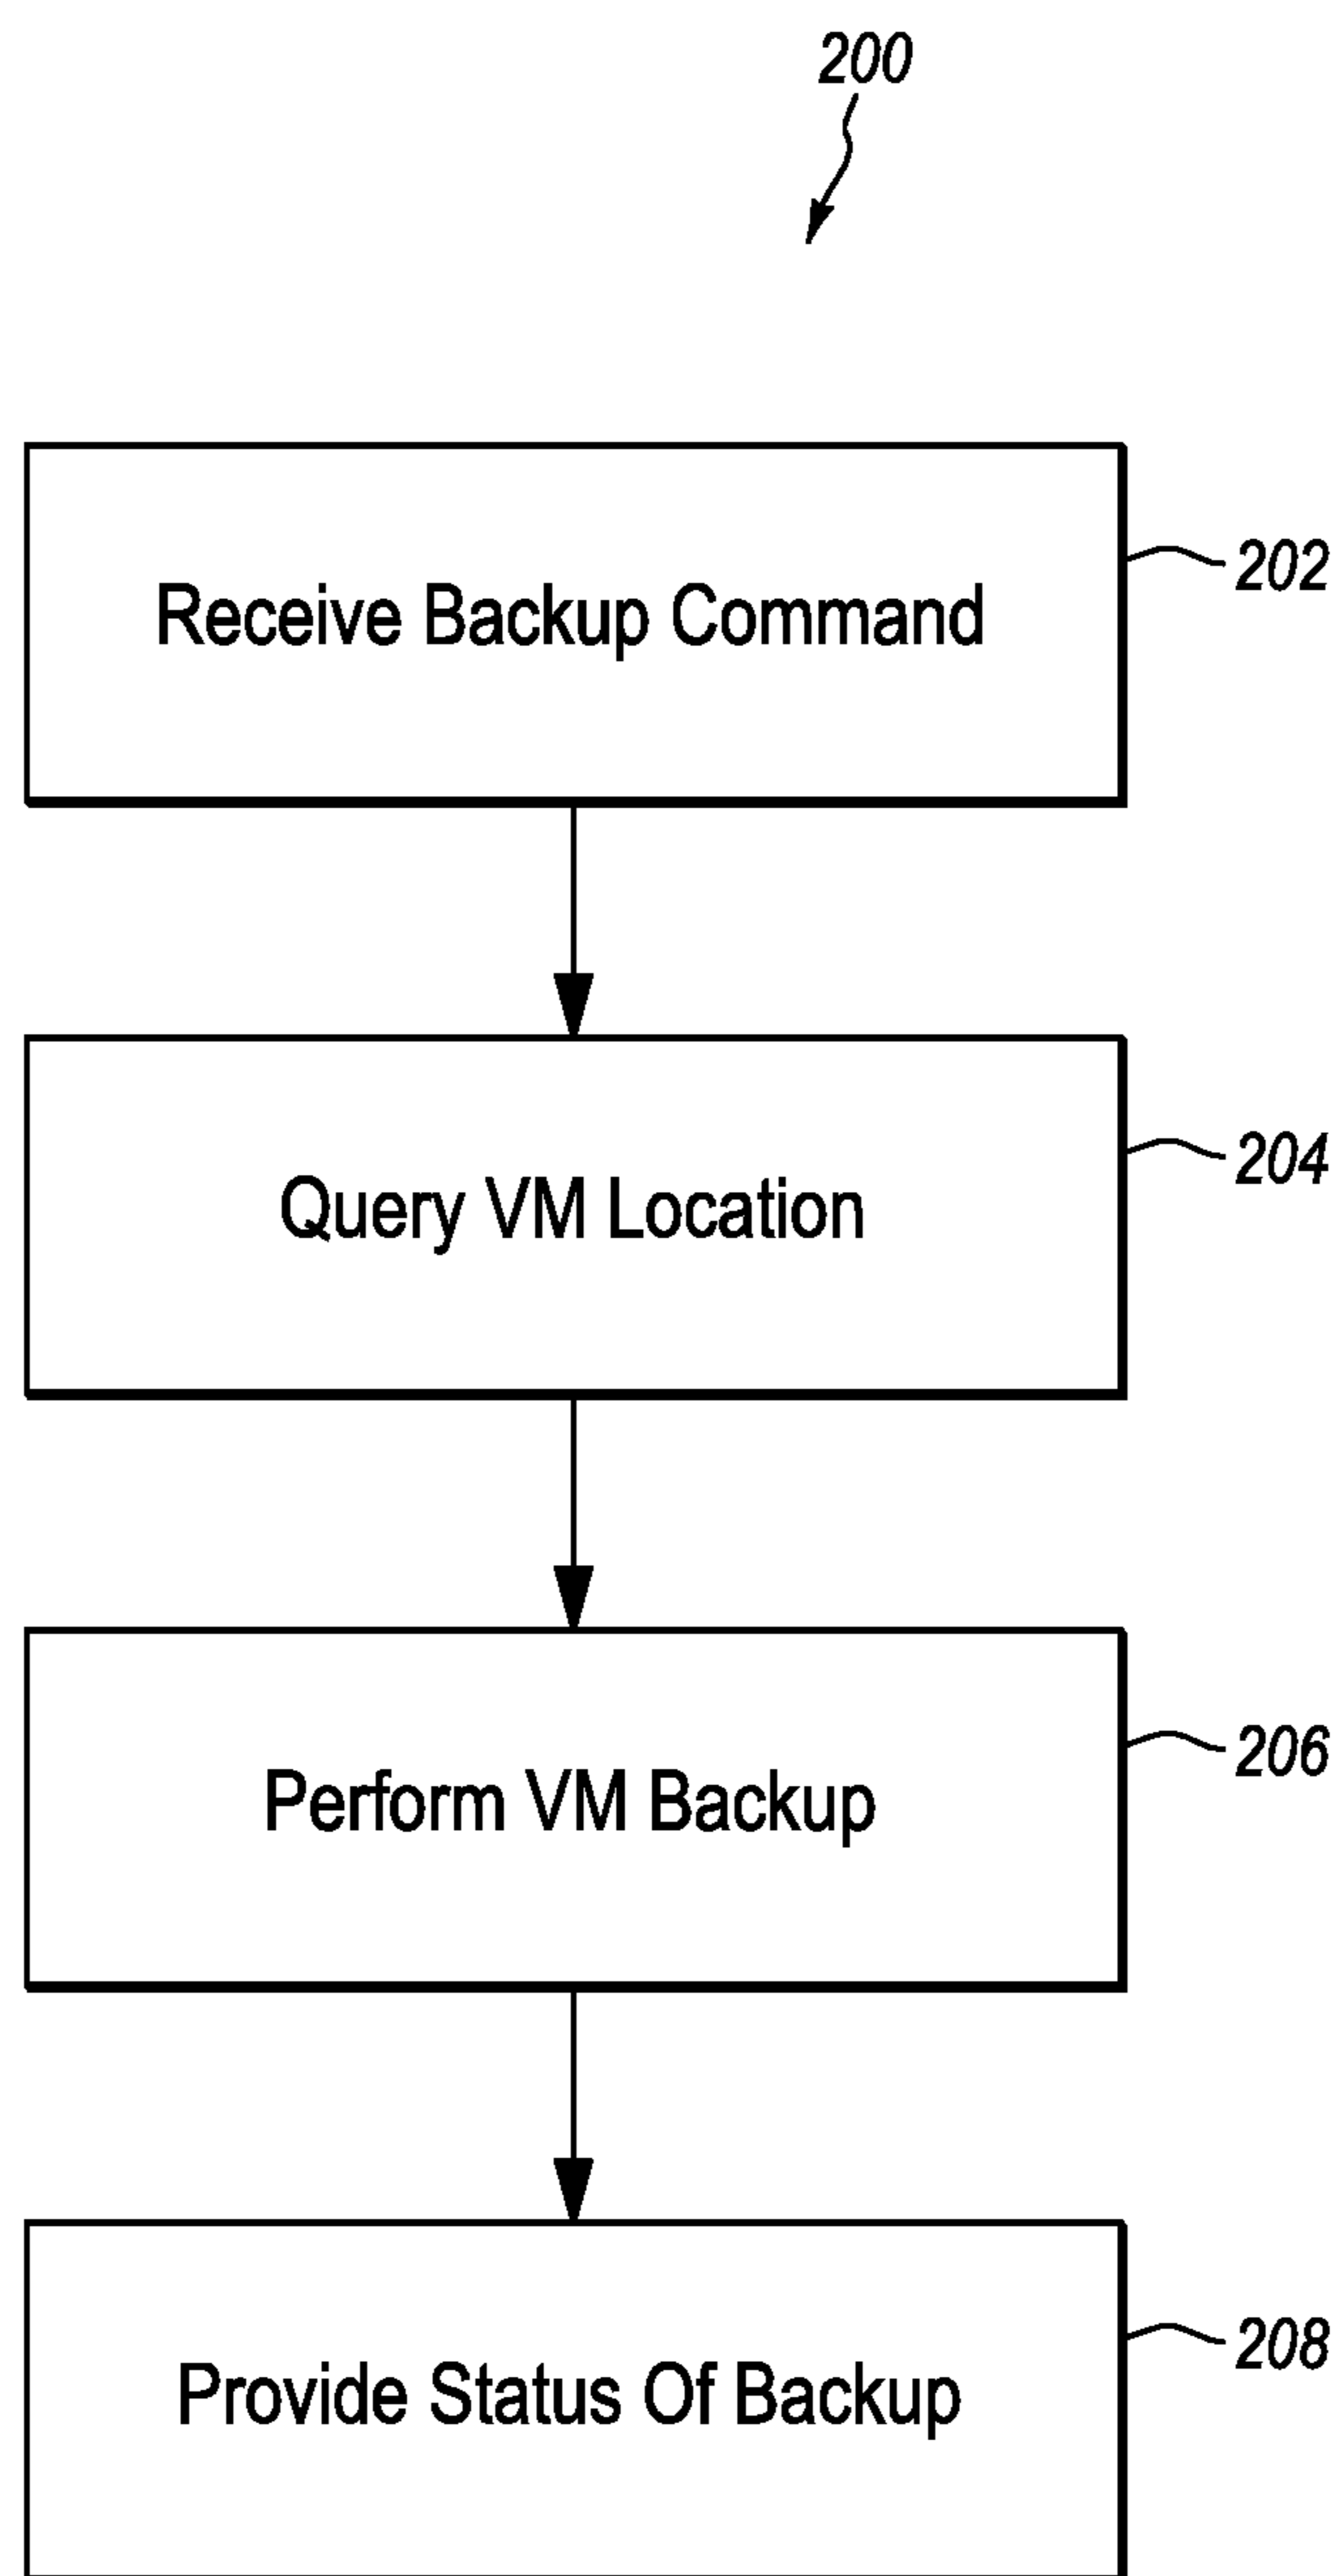 200
Receive Backup Command
202
Query VM Location
204
Perform VM Backup
206
Provide Status Of Backup
208